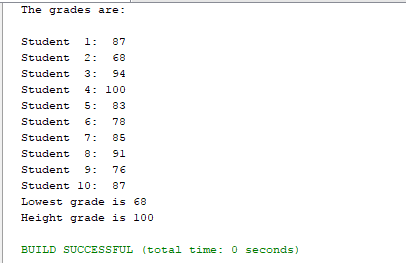 The grades are:
Student  1:  87
Student  2:  68
Student  3:  94
Student  4: 100
Student  5:  83
Student  6:  78
Student  7:  85
Student  8:  91
Student  9:  76
Student 10:  87
Lowest grade is 68
Height grade is 100
BUILD SUCCESSFUL (total time: 0 seconds)